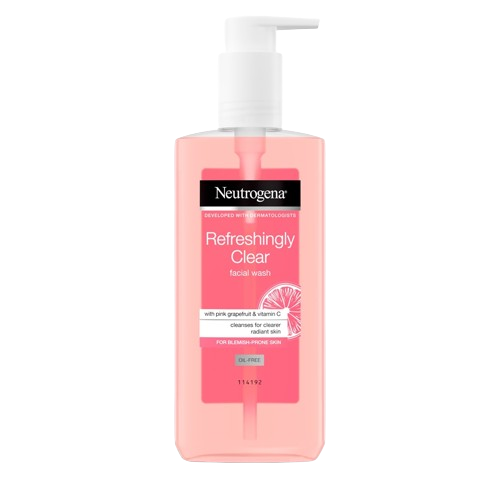 Neutrogena®
DEVELOPED WITH DERMATOLOGISTS
Refreshingly
Clear
facial wash
with pink grapefruit & vitamin C
cleanses for clearer
radiant skin
FOR BLEMISH-PRONE SKIN
OIL-FREE
114192